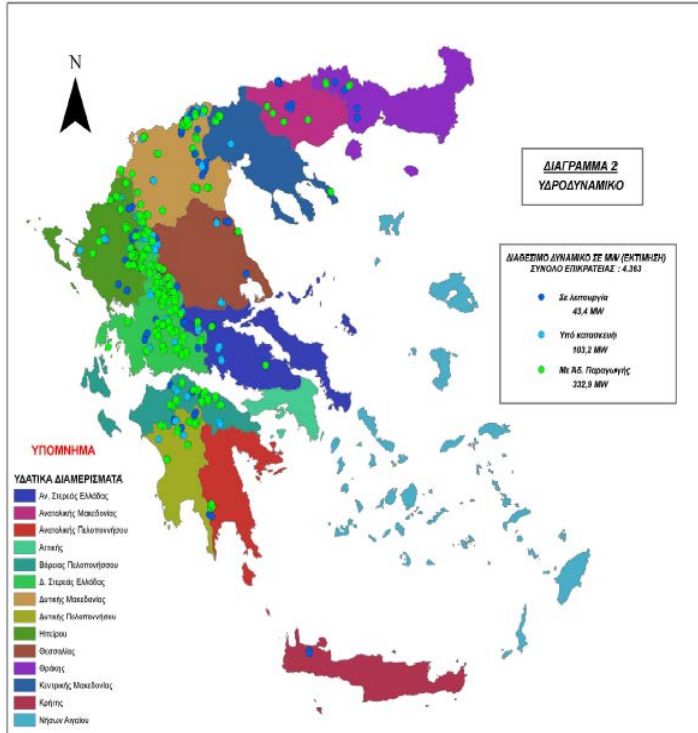 N
ΔΙΑΓΡΑΜΜΑ 2
ΥΔΡΟΔΥΝΑΜΙΚΟ
ΔΙΑΘΕΣΙΜΟ ΔΥΝΑΜΙΚΟ ΣΕ MW (ΕΚΤΙΜΗΣΗ)
ΣΥΝΟΛΟ ΕΠΙΚΡΑΤΕΙΑΣ : 4.363
Σε λειτουργία
43,4 MW
Υπό κατασκευή
103,2 MW
Με Άδ. Παραγωγής
332,9 MW
ΥΠΟΜΝΗΜΑ
ΥΔΑΤΙΚΑ ΔΙΑΜΕΡΙΣΜΑΤΑ
Αν. Στερεάς Ελλάδας
Ανατολικής Μακεδονίας
Ανατολικής Πελοποννήσου
Αττικής
Βόρειας Πελοπονήσσου
Δ. Στερεάς Ελλάδας
Δυτικής Μακεδονίας
Δυτικής Πελοποννήσου
Ηπείρου
Θεσσαλίας
Θράκης
Κεντρικής Μακεδονίας
Κρήτης
Νήσων Αιγαίου